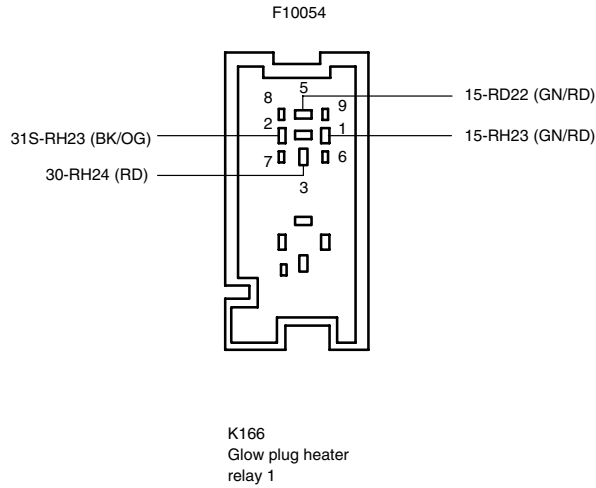 F10054
5
15-RD22 (GN/RD)
8
9
2
1
15-RH23 (GN/RD)
31S-RH23 (BK/OG)
7
6
30-RH24 (RD)
3
K166
Glow plug heater
relay 1